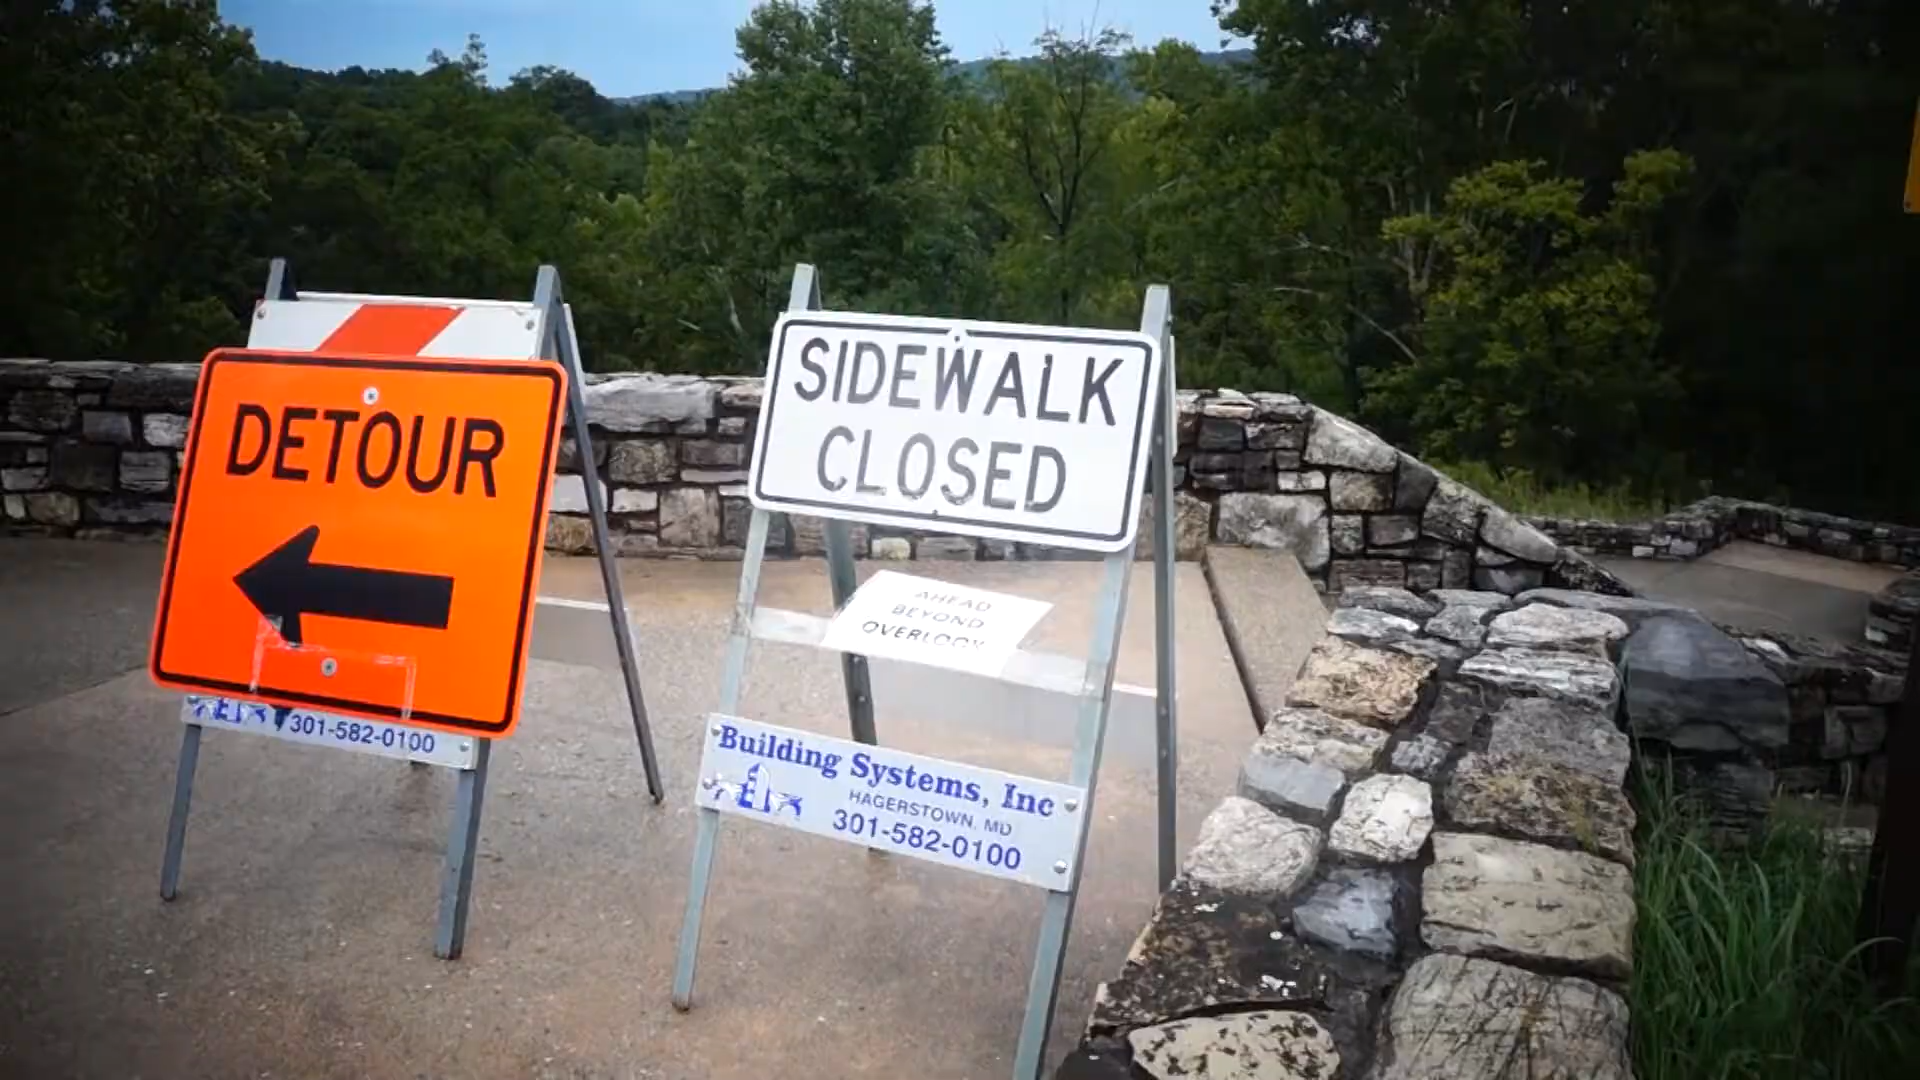 DETOUR
301-582-0100
SIDEWALK
CLOSED
AHEAD
BEYOND
OVERLOOK
Building Systems, Inc
HAGERSTOWN, MD
301-582-0100